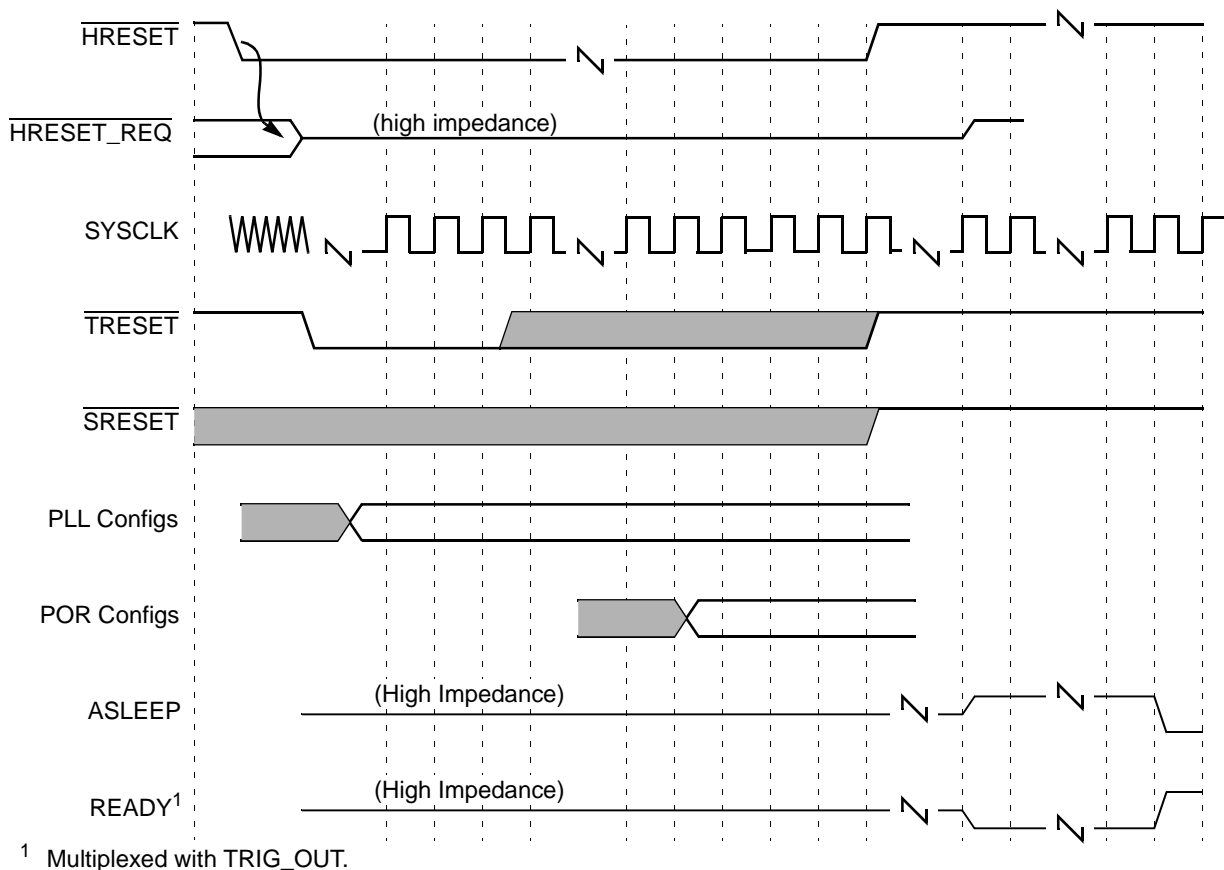 HRESET
HRESET_REQ
(high impedance)
SYSCLK
TRESET
SRESET
PLL Configs
POR Configs
ASLEEP
(High Impedance)
READY1
(High Impedance)
1 Multiplexed with TRIG_OUT.